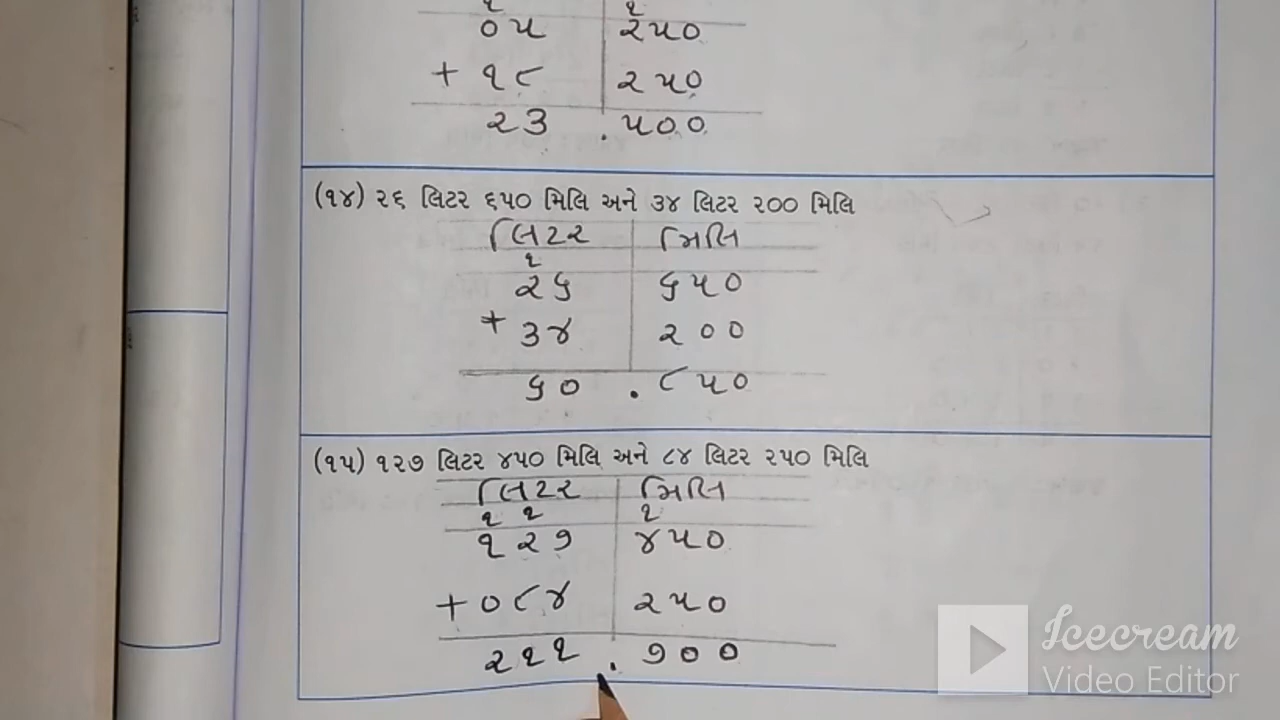 ૧ ૧
૦૫ ૨૫૦
+ ૧૮ ૨૫૦
૨૩ . ૫૦૦
(૧૪) ૨૬ લિટર ૬૫૦ મિલિ અને ૩૪ લિટર ૨૦૦ મિલિ
લિટર મિલિ
૧
૨૬ ૬૫૦
+ ૩૪ ૨૦૦
૬૦ . ૮૫૦
(૧૫) ૧૨૭ લિટર ૪૫૦ મિલિ અને ૮૪ લિટર ૨૫૦ મિલિ
લિટર મિલિ
૧ ૧ ૧
૧૨૭ ૪૫૦
+ ૦૮૪ ૨૫૦
૨૧૧ . ૭૦૦
Icecream
Video Editor